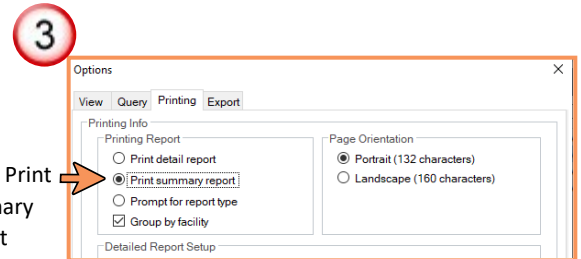 3
Options
View Query Printing Export
Printing Info
Printing Report
Page Orientation
Print detail report
Portrait (132 characters)
Print summary report
Landscape (160 characters)
Prompt for report type
Group by facility
Detailed Report Setup
Print